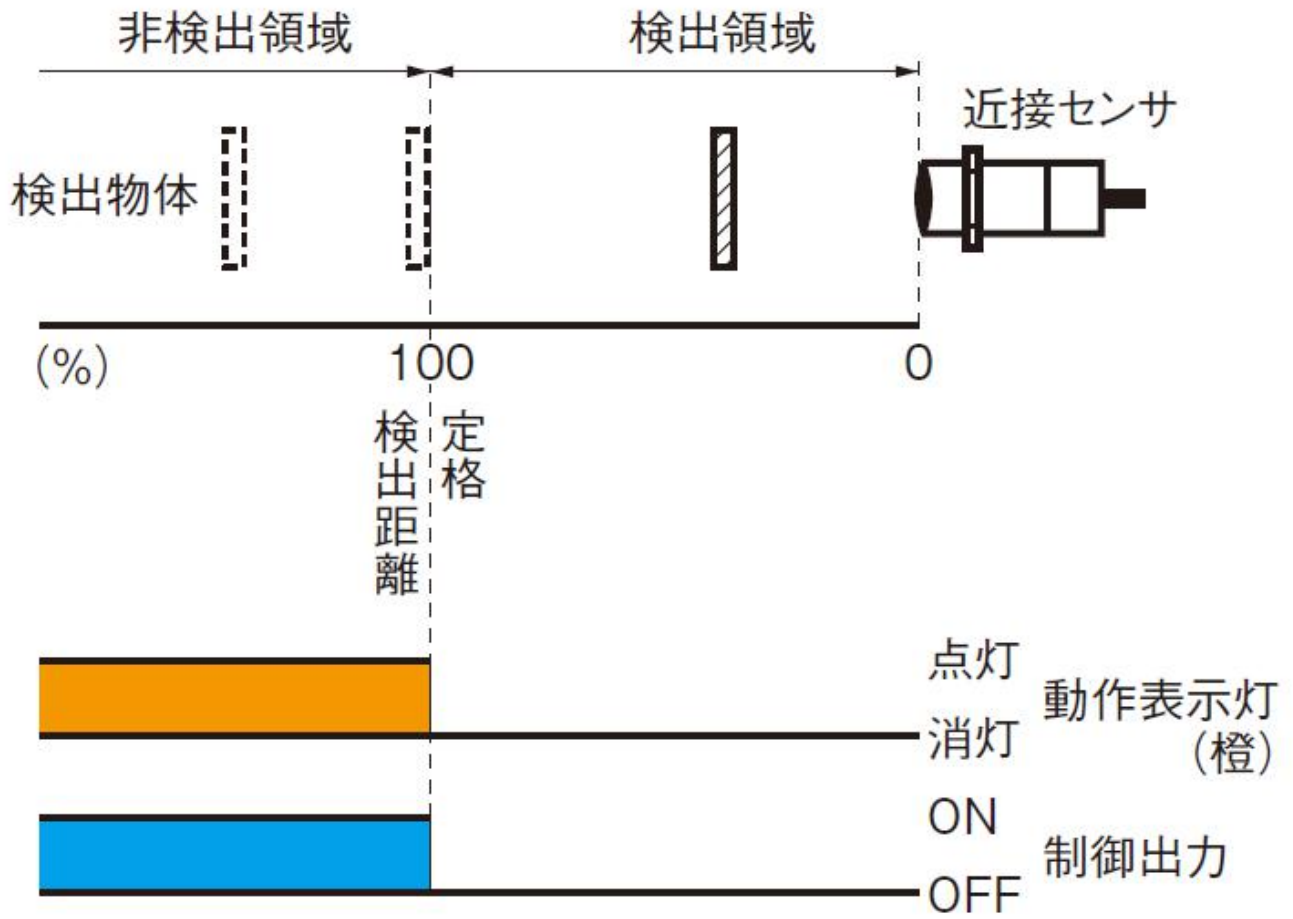 非検出領域
検出領域
近接センサ
検出物体
(%)
100
0
定格
検出距離
点灯
消灯
動作表示灯
(橙)
ON
OFF
制御出力